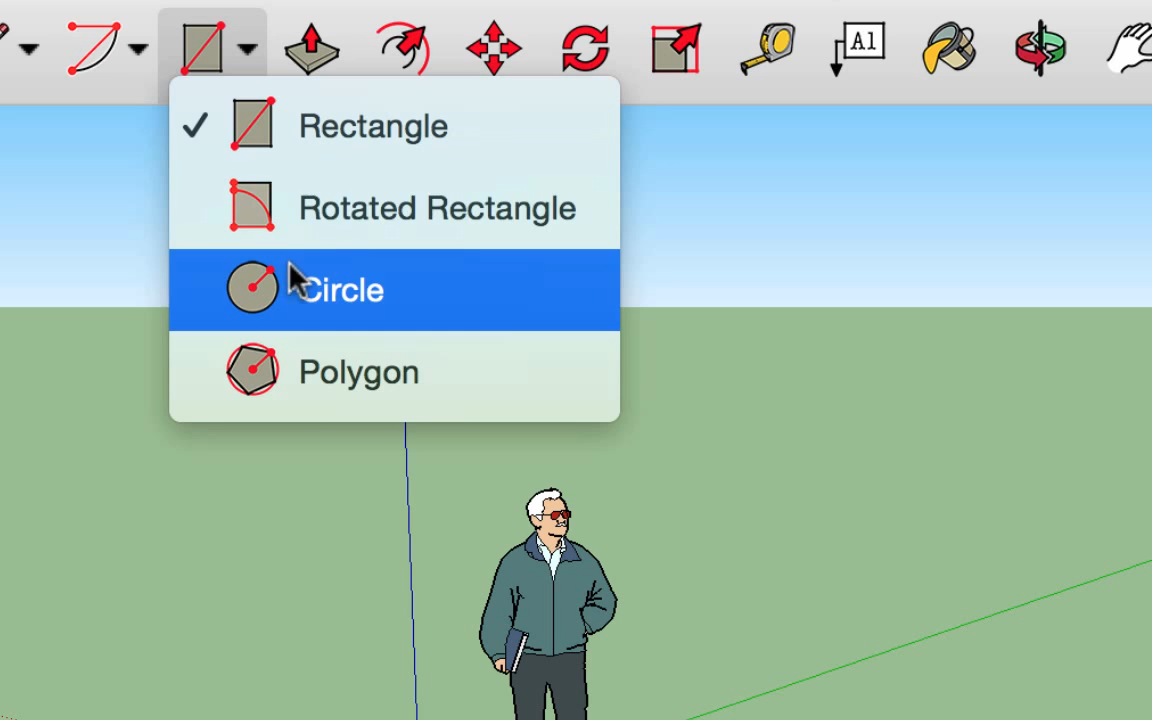 A1
Rectangle
Rotated Rectangle
Circle
Polygon